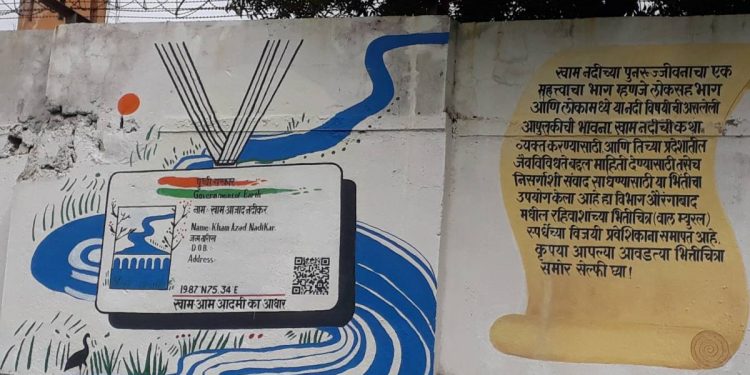 पृथ्वी सरकार
Government of Earth
नाम - खाम आजाद नदीकर
Name-Kham Azad Nadikar
जन्म तारीख
D.O.B.-
Address-
1987 N75.34 E
खाम आम आदमी का आधार
खाम नदीच्या पुनरूज्जीवनाचा एक
महत्त्वाचा भाग म्हणजे लोकसहभाग
आणि लोकामध्ये या नदी विषयी ची असलेली
आपुलकीची भावना. खाम नदीची कथा
व्यक्त करण्यासाठी आणि तिच्या प्रदेशातील
जैवविविधते बद्दल माहिती देण्यासाठी तसेच
निसर्गाशी संवाद साधण्यासाठी या भिंतीचा
उपयोग केला आहे हा विभाग औरंगाबाद
मधील रहिवाशाच्या भित्तीचित्र (वाल म्युरल)
स्पर्धेच्या विजयी प्रवेशिकांना समर्पित आहे.
कृपया आपल्या आवडत्या भित्तीचित्रा
समोर सेल्फी घ्या!